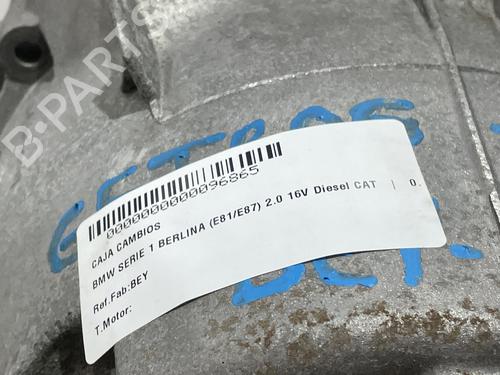 B-PARTS
0000000000096865
CAJA CAMBIOS
BMW SERIE 1 BERLINA (E81/E87) 2.0 16V Diesel CAT | 0.
Ref.Fab:BEY
T.Motor: